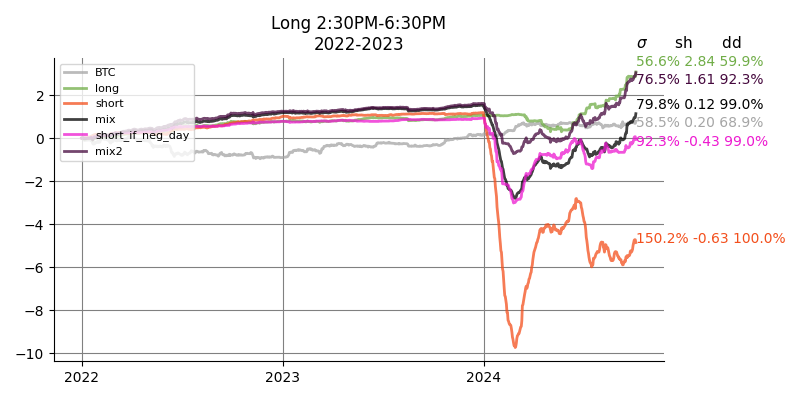 Long 2:30PM-6:30PM
2022-2023
σ sh dd
56.6% 2.84 59.9%
76.5% 1.61 92.3%
79.8% 0.12 99.0%
58.5% 0.20 68.9%
92.3% -0.43 99.0%
150.2% -0.63 100.0%
BTC
long
short
mix
short_if_neg_day
mix2
2
0
−2
−4
−6
−8
−10
2022 2023 2024